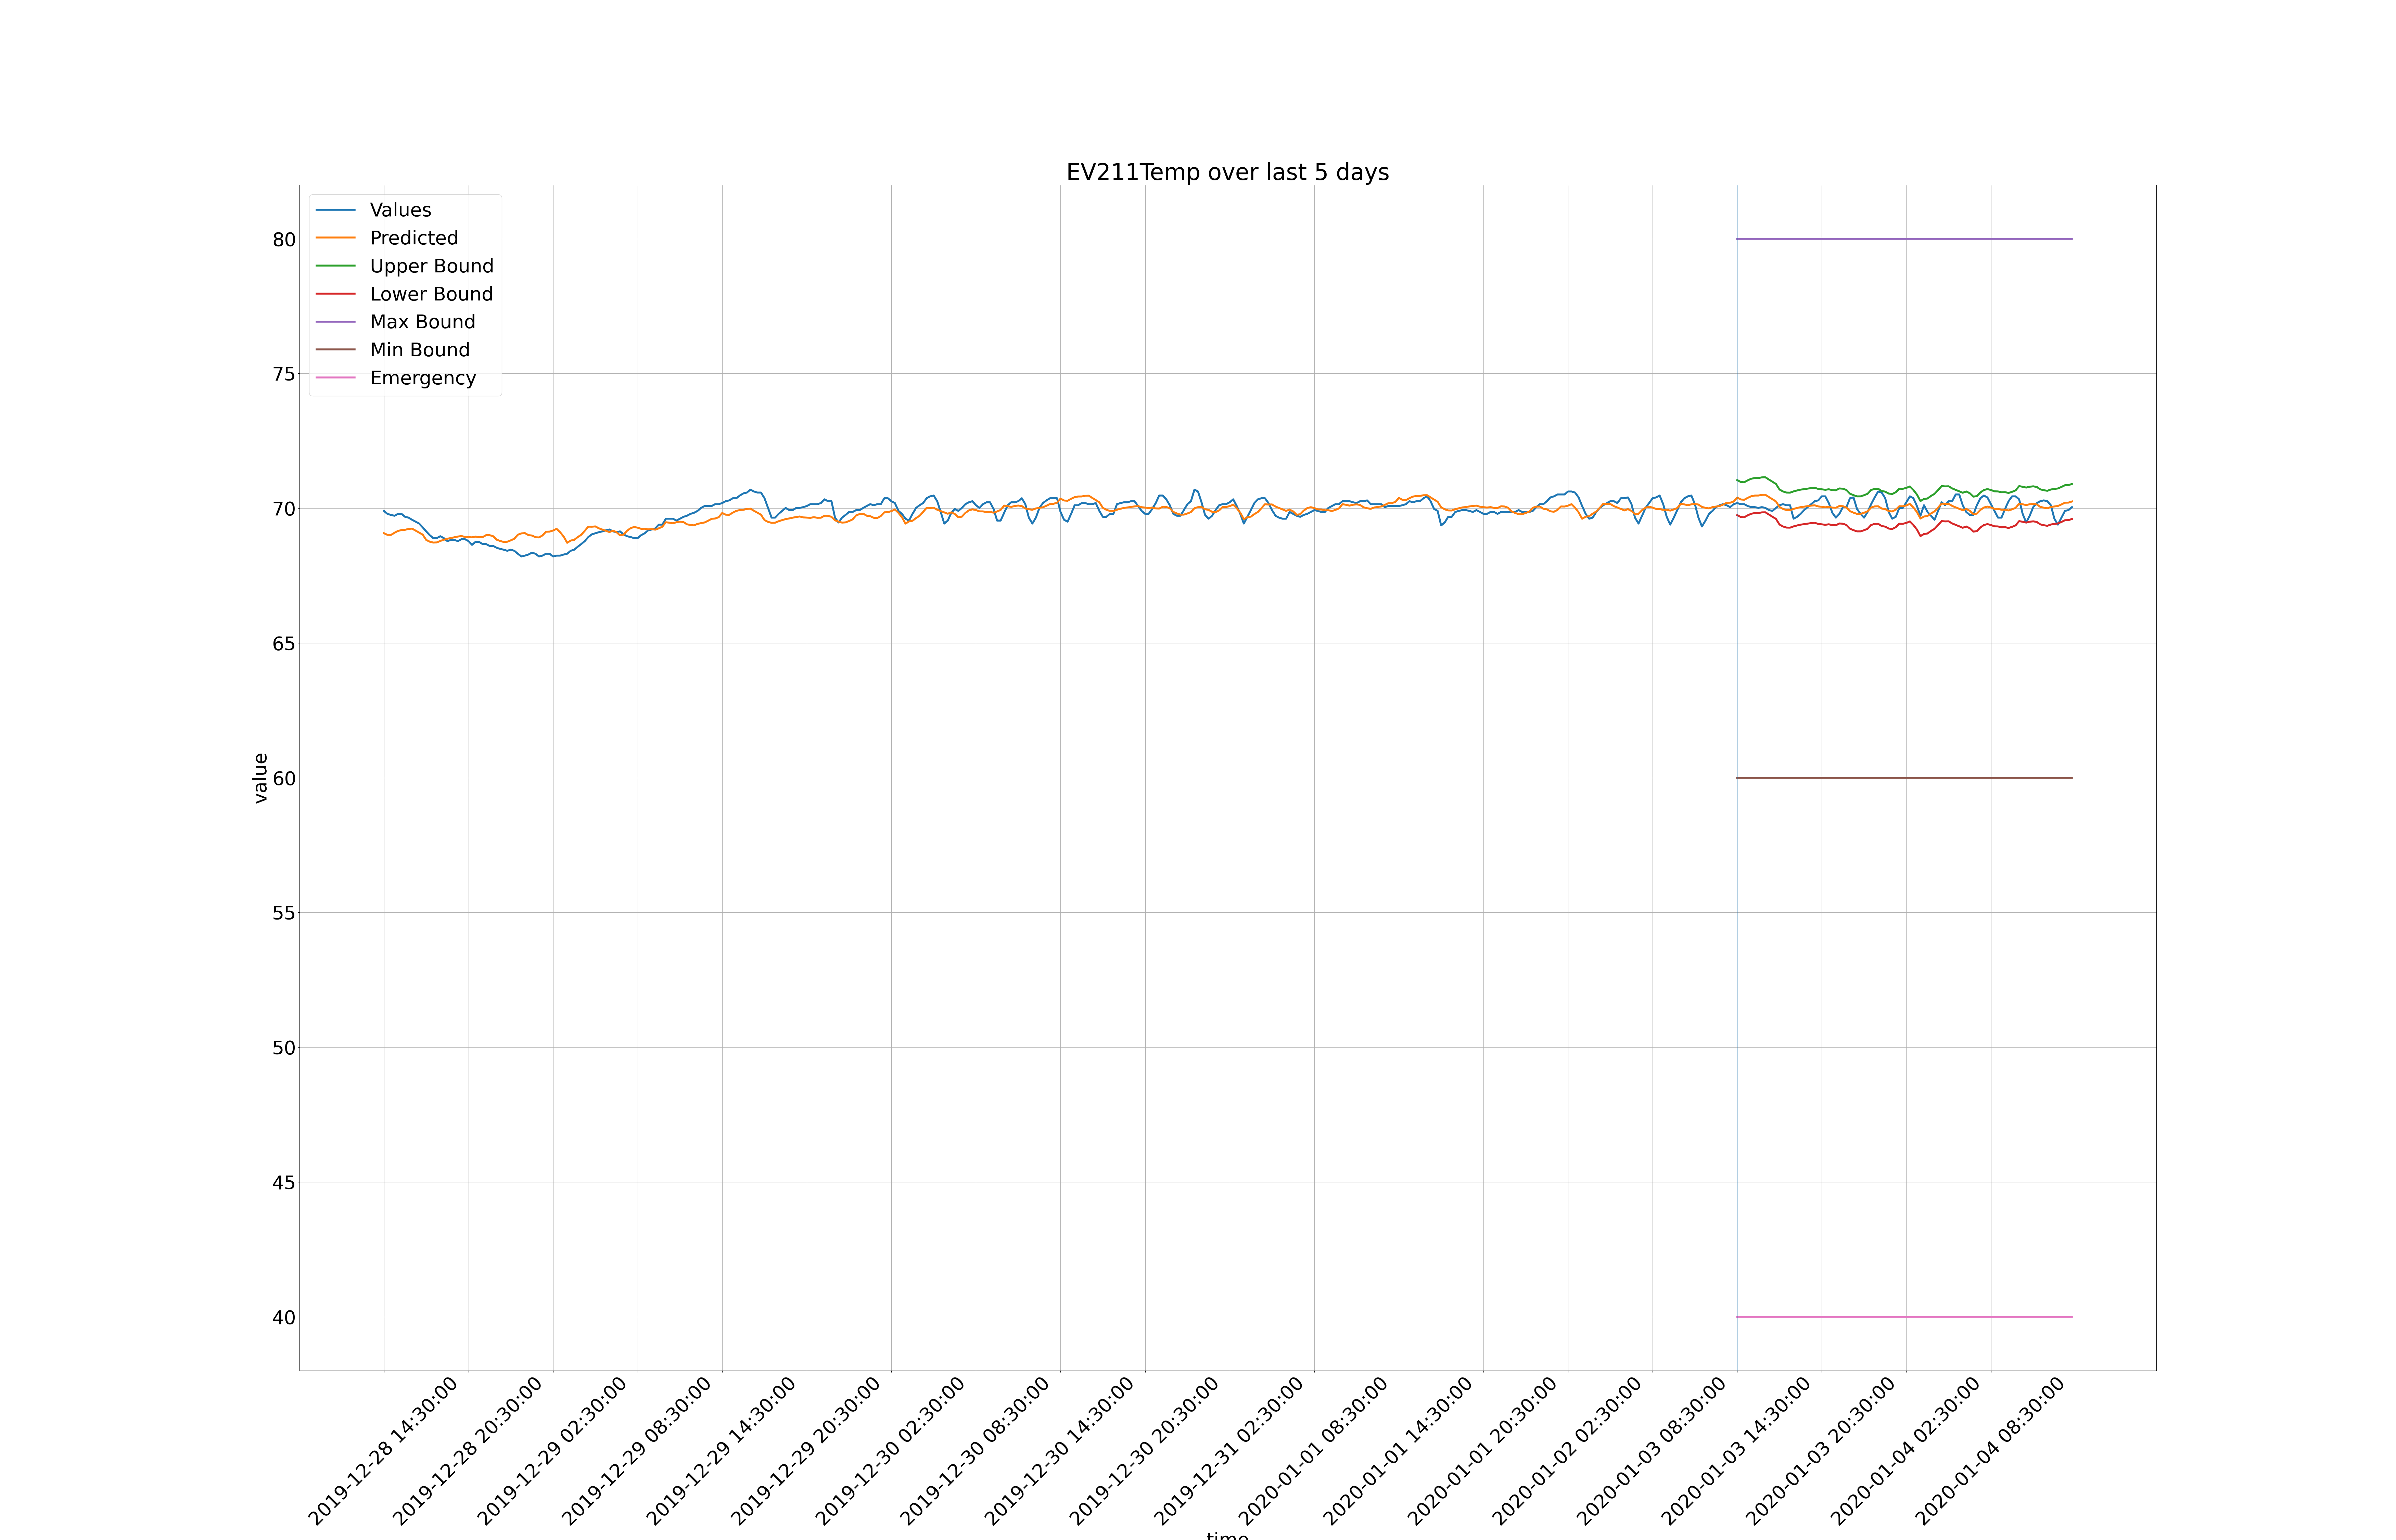 EV211Temp over last 5 days
Values
Predicted
Upper Bound
Lower Bound
Max Bound
Min Bound
Emergency
80
75
70
65
60
55
50
45
40
value
2019-12-28 14:30:00
2019-12-28 20:30:00
2019-12-29 02:30:00
2019-12-29 08:30:00
2019-12-29 14:30:00
2019-12-29 20:30:00
2019-12-30 02:30:00
2019-12-30 08:30:00
2019-12-30 14:30:00
2019-12-30 20:30:00
2019-12-31 02:30:00
2020-01-01 08:30:00
2020-01-01 14:30:00
2020-01-01 20:30:00
2020-01-02 02:30:00
2020-01-03 08:30:00
2020-01-03 14:30:00
2020-01-03 20:30:00
2020-01-04 02:30:00
2020-01-04 08:30:00
time